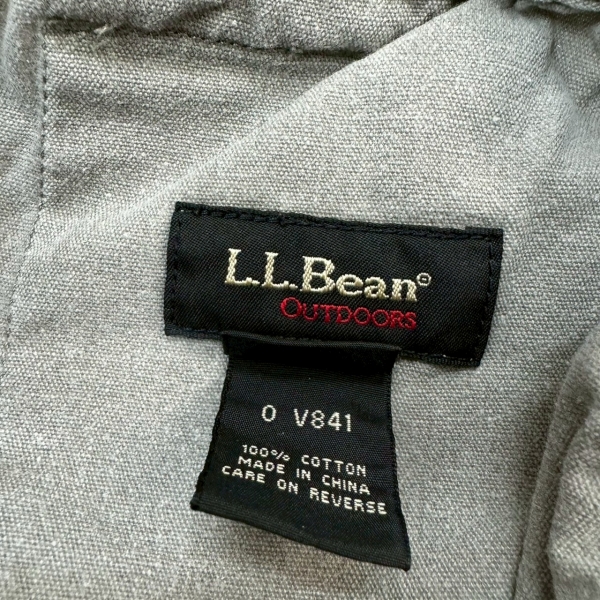 L.L.Bean®
OUTDOORS
0 V841
100% COTTON
MADE IN CHINA
CARE ON REVERSE